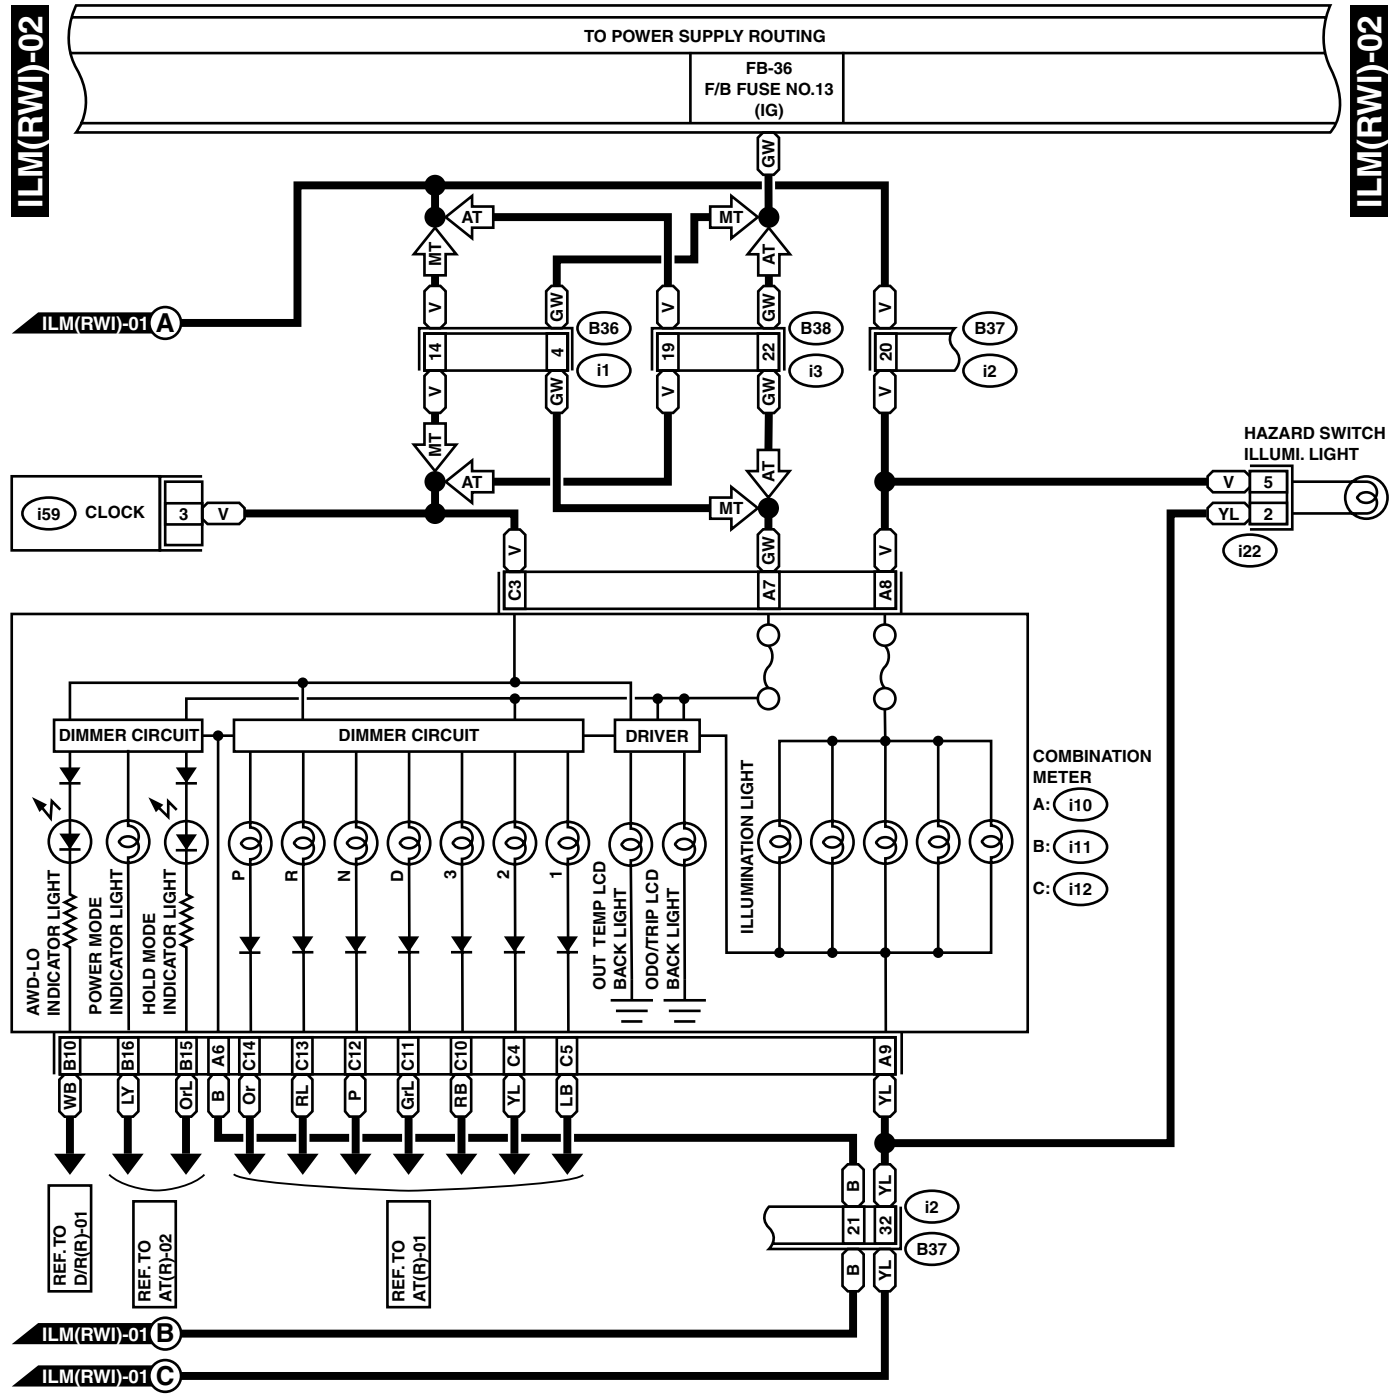 ILM(RWI)-02
ILM(RWI)-02
TO POWER SUPPLY ROUTING
FB-36
F/B FUSE NO.13
(IG)
GW
AT
MT
MT
AT
V
GW
V
GW
V
ILM(RWI)-01 A
14
4
B36
i1
19
22
B38
i3
20
B37
i2
V
GW
V
GW
V
MT
AT
AT
MT
HAZARD SWITCH
ILLUMI. LIGHT
V 5
YL 2
i22
i59 CLOCK 3 V
V
GW
V
C3
A7
A8
DIMMER CIRCUIT
DIMMER CIRCUIT
DRIVER
COMBINATION
METER
A: i10
B: i11
C: i12
AWD-LO
INDICATOR LIGHT
POWER MODE
INDICATOR LIGHT
HOLD MODE
INDICATOR LIGHT
P
R
N
D
3
2
1
OUT TEMP LCD
BACK LIGHT
ODO/TRIP LCD
BACK LIGHT
ILLUMINATION LIGHT
B10
B16
B15
A6
C14
C13
C12
C11
C10
C4
C5
A9
WB
LY
OrL
B
Or
RL
P
GrL
RB
YL
LB
YL
REF. TO
D/R(R)-01
REF. TO
AT(R)-02
REF. TO
AT(R)-01
B
YL
21
32
i2
B37
B
YL
ILM(RWI)-01 B
ILM(RWI)-01 C